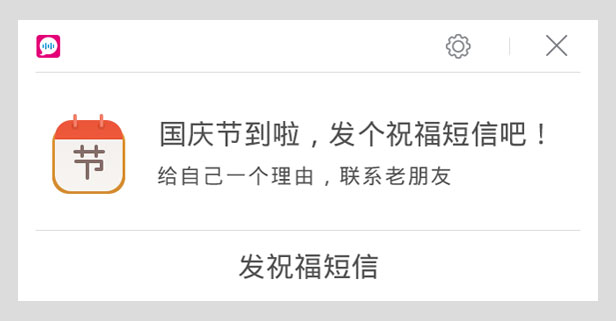 国庆节到啦，发个祝福短信吧！
节
给自己一个理由，联系老朋友
发祝福短信